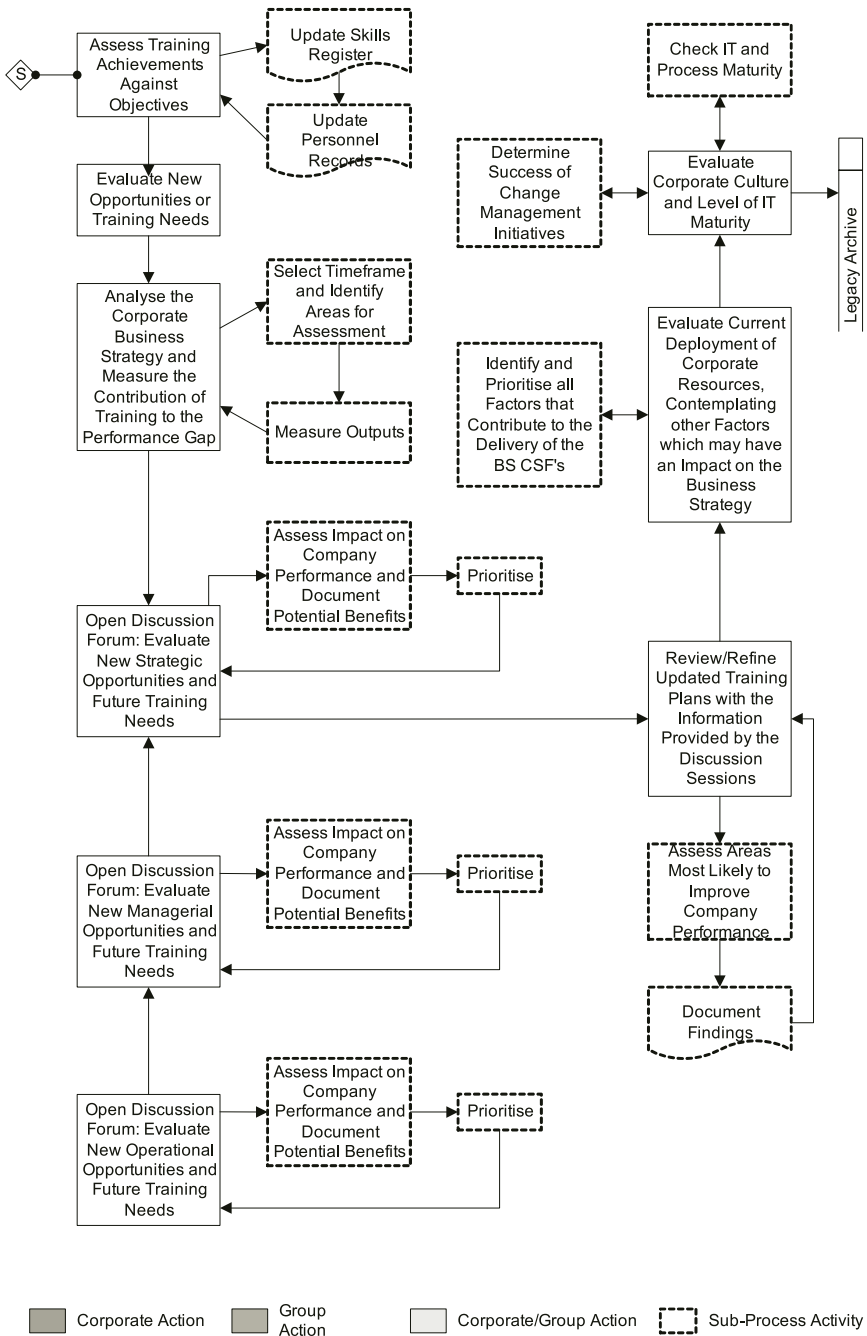 S
Assess Training
Achievements
Against
Objectives
Update Skills
Register
Update
Personnel
Records
Evaluate New
Opportunities or
Training Needs
Analyse the
Corporate
Business
Strategy and
Measure the
Contribution of
Training to the
Performance Gap
Select Timeframe
and Identify
Areas for
Assessment
Measure Outputs
Open Discussion
Forum: Evaluate
New Strategic
Opportunities and
Future Training
Needs
Assess Impact on
Company
Performance and
Document
Potential Benefits
Prioritise
Open Discussion
Forum: Evaluate
New Managerial
Opportunities and
Future Training
Needs
Assess Impact on
Company
Performance and
Document
Potential Benefits
Prioritise
Open Discussion
Forum: Evaluate
New Operational
Opportunities and
Future Training
Needs
Assess Impact on
Company
Performance and
Document
Potential Benefits
Prioritise
Check IT and
Process Maturity
Determine
Success of
Change
Management
Initiatives
Evaluate
Corporate Culture
and Level of IT
Maturity
Legacy Archive
Identify and
Prioritise all
Factors that
Contribute to the
Delivery of the
BS CSF's
Evaluate Current
Deployment of
Corporate
Resources,
Contemplating
other Factors
which may have
an Impact on the
Business
Strategy
Review/Refine
Updated Training
Plans with the
Information
Provided by the
Discussion
Sessions
Assess Areas
Most Likely to
Improve
Company
Performance
Document
Findings
Corporate Action
Group
Action
Corporate/Group Action
Sub-Process Activity